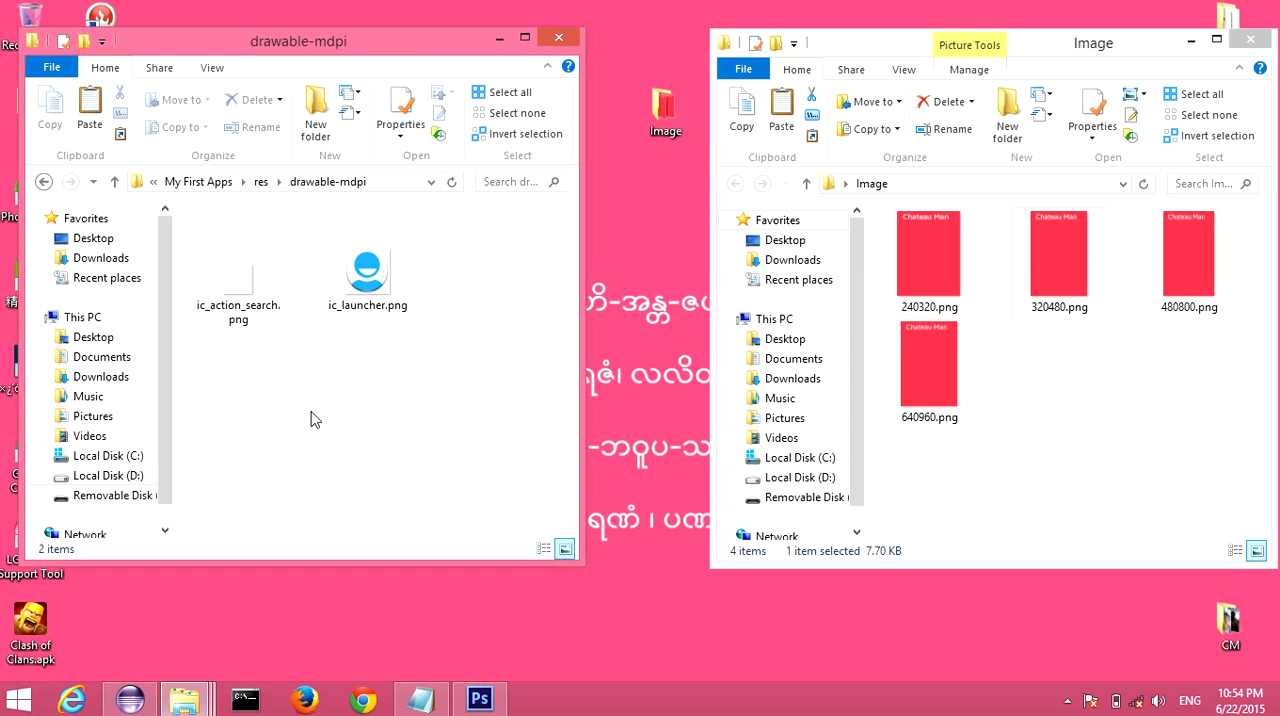 drawable-mdpi
File
Home
Share
View
Copy
Paste
Move to
Copy to
Delete
Rename
New
folder
Properties
Select all
Select none
Invert selection
Clipboard
Organize
New
Open
Select
«
My First Apps
res
drawable-mdpi
Search dr...
Favorites
Desktop
Downloads
Recent places
This PC
Desktop
Documents
Downloads
Music
Pictures
Videos
Local Disk (C:)
Local Disk (D:)
Removable Disk (
Network
ic_action_search.
png
ic_launcher.png
2 items
Image
Picture Tools
Image
File
Home
Share
View
Manage
Copy
Paste
Move to
Copy to
Delete
Rename
New
folder
Properties
Select all
Select none
Invert selection
Clipboard
Organize
New
Open
Select
Image
Search Im...
Favorites
Desktop
Downloads
Recent places
This PC
Desktop
Documents
Downloads
Music
Pictures
Videos
Local Disk (C:)
Local Disk (D:)
Removable Disk (
Network
Chateau Man
240320.png
Chateau Man
320480.png
Chateau Man
480800.png
Chateau Man
640960.png
4 items
1 item selected 7.70 KB
Support Tool
Clash of
Clans.apk
CM
Ps
ENG
10:54 PM
6/22/2015